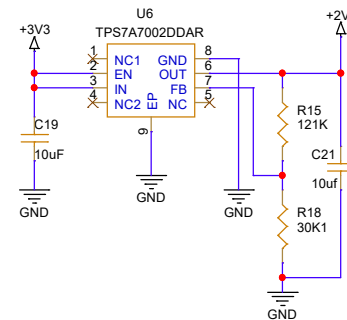 U6
TPS7A7002DDAR
+3V3
+2V
1
NC1
GND
8
2
EN
OUT
6
3
IN
FB
7
4
NC2
NC
5
EP
9
C19
10uF
GND
GND
GND
R15
121K
C21
10uf
R18
30K1
GND